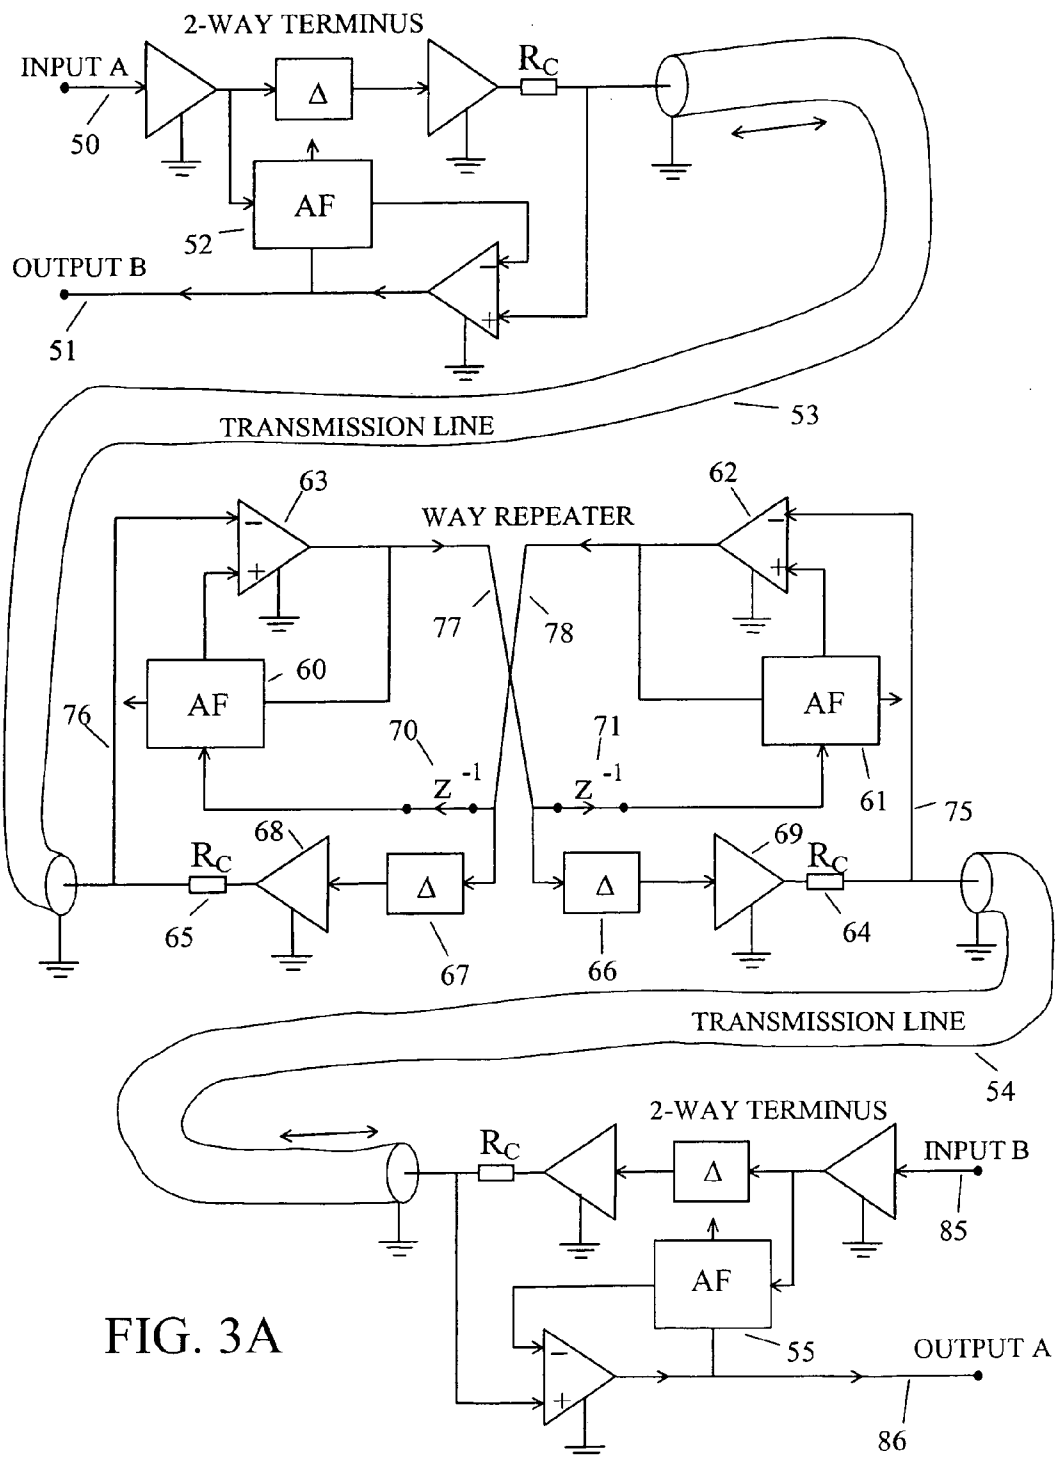 2-WAY TERMINUS
INPUT A
50
Δ
R_C
AF
52
OUTPUT B
51
−
+
53
TRANSMISSION LINE
63
62
WAY REPEATER
−
+
−
+
77
78
60
AF
AF
76
70
71
Z⁻¹
Z⁻¹
61
75
68
69
R_C
R_C
Δ
Δ
65
67
66
64
TRANSMISSION LINE
54
2-WAY TERMINUS
R_C
Δ
INPUT B
85
AF
55
−
+
OUTPUT A
86
FIG. 3A